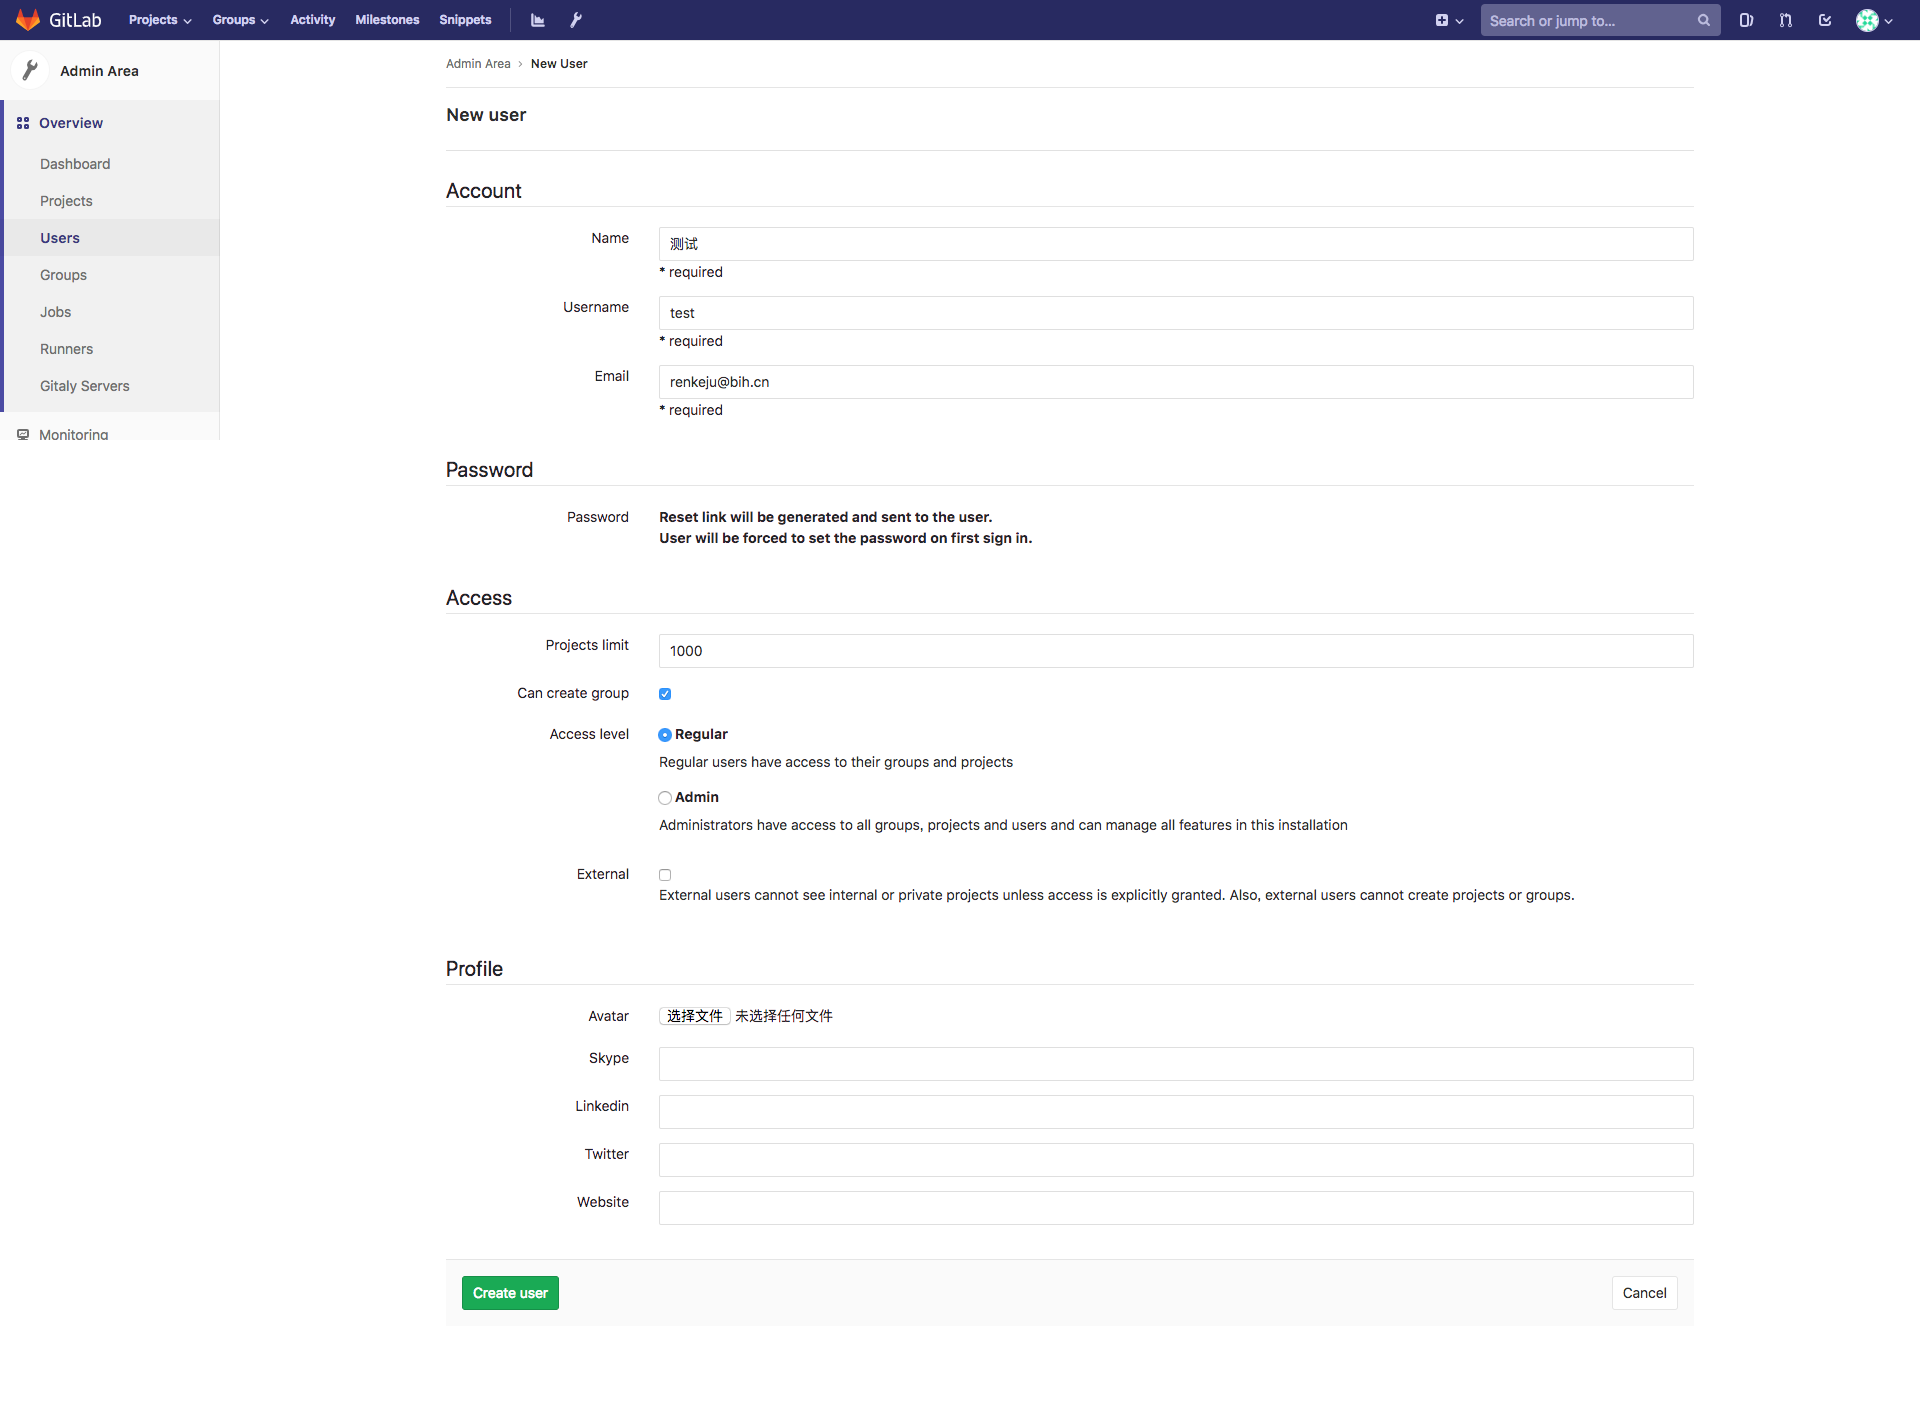 GitLab Projects Groups Activity Milestones Snippets Search or jump to...
Admin Area
Overview
Dashboard
Projects
Users
Groups
Jobs
Runners
Gitaly Servers
Monitoring
Admin Area › New User
New user
Account
Name 测试
* required
Username test
* required
Email renkeju@bih.cn
* required
Password
Password Reset link will be generated and sent to the user.
User will be forced to set the password on first sign in.
Access
Projects limit 1000
Can create group
Access level Regular
Regular users have access to their groups and projects
Admin
Administrators have access to all groups, projects and users and can manage all features in this installation
External
External users cannot see internal or private projects unless access is explicitly granted. Also, external users cannot create projects or groups.
Profile
Avatar 选择文件 未选择任何文件
Skype
Linkedin
Twitter
Website
Create user Cancel